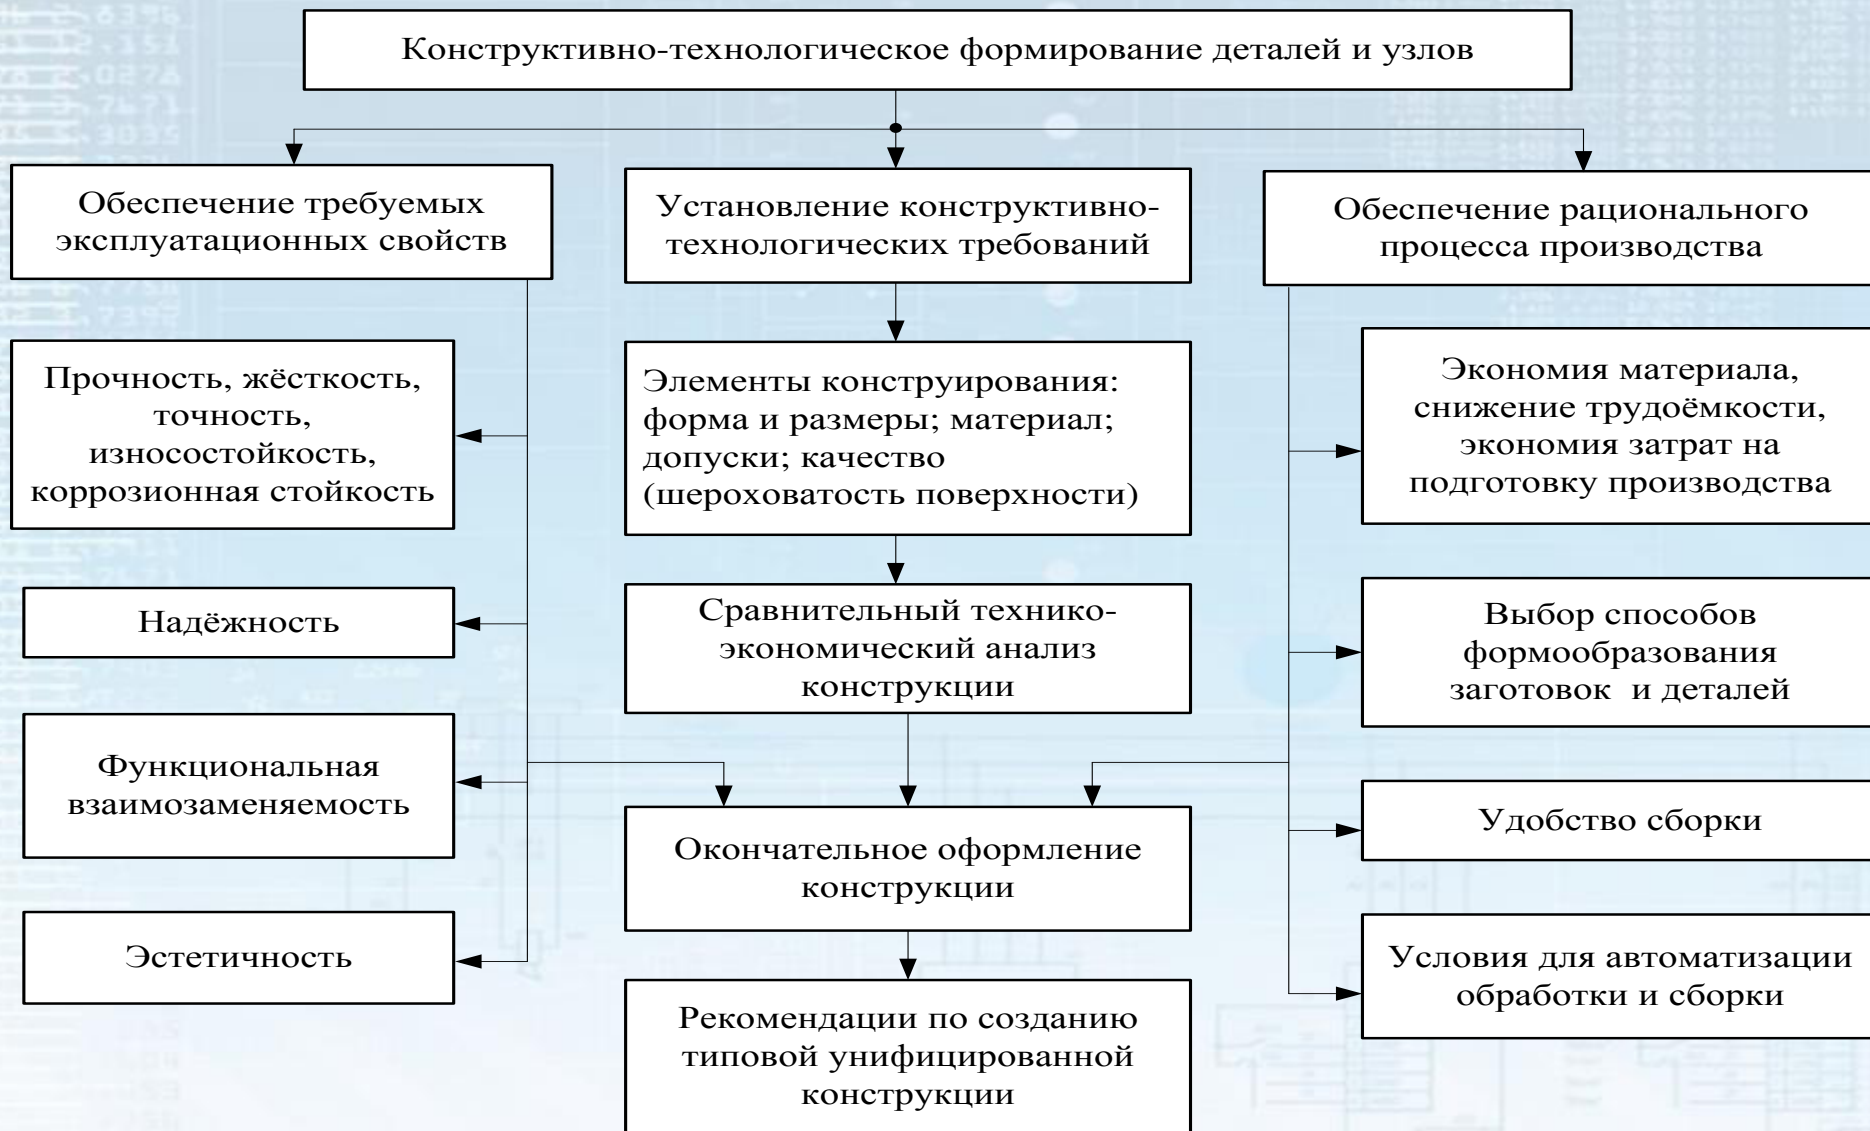 Конструктивно-технологическое формирование деталей и узлов
Обеспечение требуемых
эксплуатационных свойств
Установление конструктивно-
технологических требований
Обеспечение рационального
процесса производства
Прочность, жёсткость,
точность,
износостойкость,
коррозионная стойкость
Элементы конструирования:
форма и размеры; материал;
допуски; качество
(шероховатость поверхности)
Экономия материала,
снижение трудоёмкости,
экономия затрат на
подготовку производства
Надёжность
Сравнительный технико-
экономический анализ
конструкции
Выбор способов
формообразования
заготовок и деталей
Функциональная
взаимозаменяемость
Окончательное оформление
конструкции
Удобство сборки
Эстетичность
Рекомендации по созданию
типовой унифицированной
конструкции
Условия для автоматизации
обработки и сборки